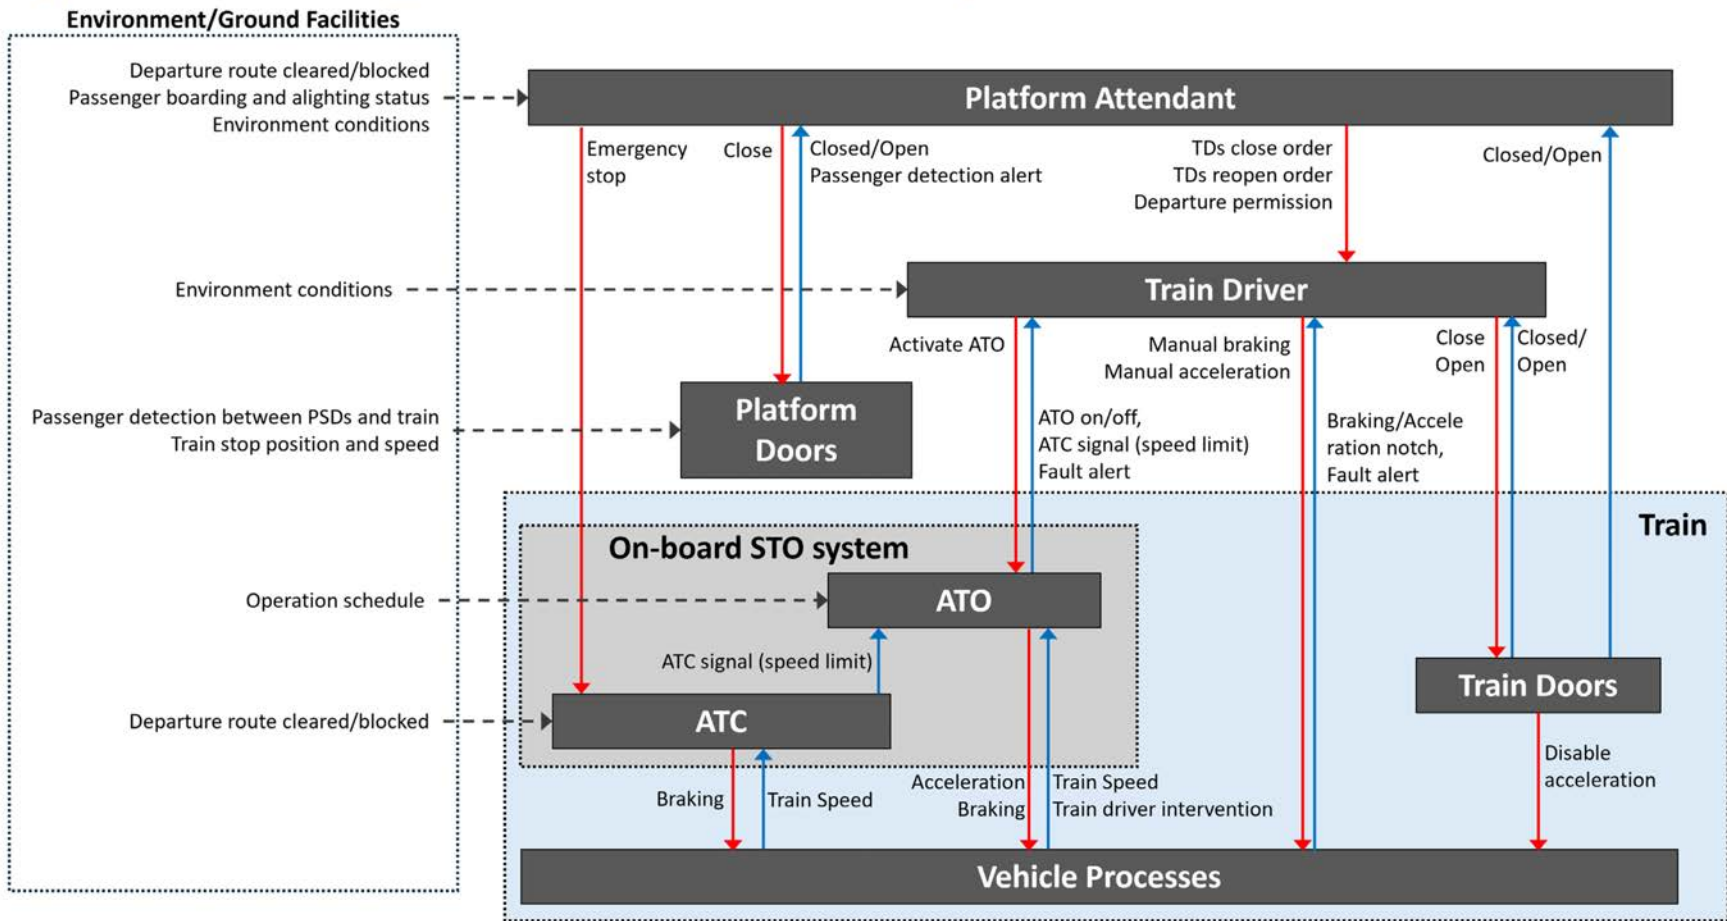 Environment/Ground Facilities
Departure route cleared/blocked
Passenger boarding and alighting status
Environment conditions
Platform Attendant
Emergency
stop
Close
Closed/Open
Passenger detection alert
TDs close order
TDs reopen order
Departure permission
Closed/Open
Environment conditions
Train Driver
Activate ATO
Manual braking
Manual acceleration
Close
Open
Closed/
Open
Passenger detection between PSDs and train
Train stop position and speed
Platform
Doors
ATO on/off,
ATC signal (speed limit)
Fault alert
Braking/Accele
ration notch,
Fault alert
Train
On-board STO system
Operation schedule
ATO
ATC signal (speed limit)
Train Doors
Departure route cleared/blocked
ATC
Disable
acceleration
Braking
Train Speed
Acceleration
Braking
Train Speed
Train driver intervention
Vehicle Processes